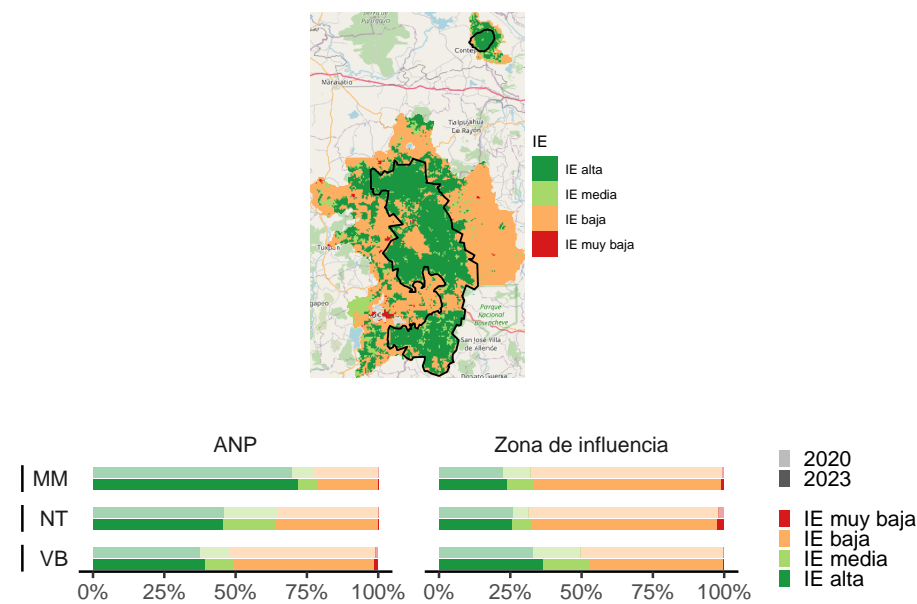 Contep
Maravatío
Tlalpujahua
De Rayón
IE
IE alta
IE media
IE baja
IE muy baja
Tuxpan
Parque
Nacional
San José Villa
de Allende
Donato Guerra
ANP
Zona de influencia
MM
NT
VB
0%
25%
50%
75%
100%
0%
25%
50%
75%
100%
2020
2023
IE muy baja
IE baja
IE media
IE alta